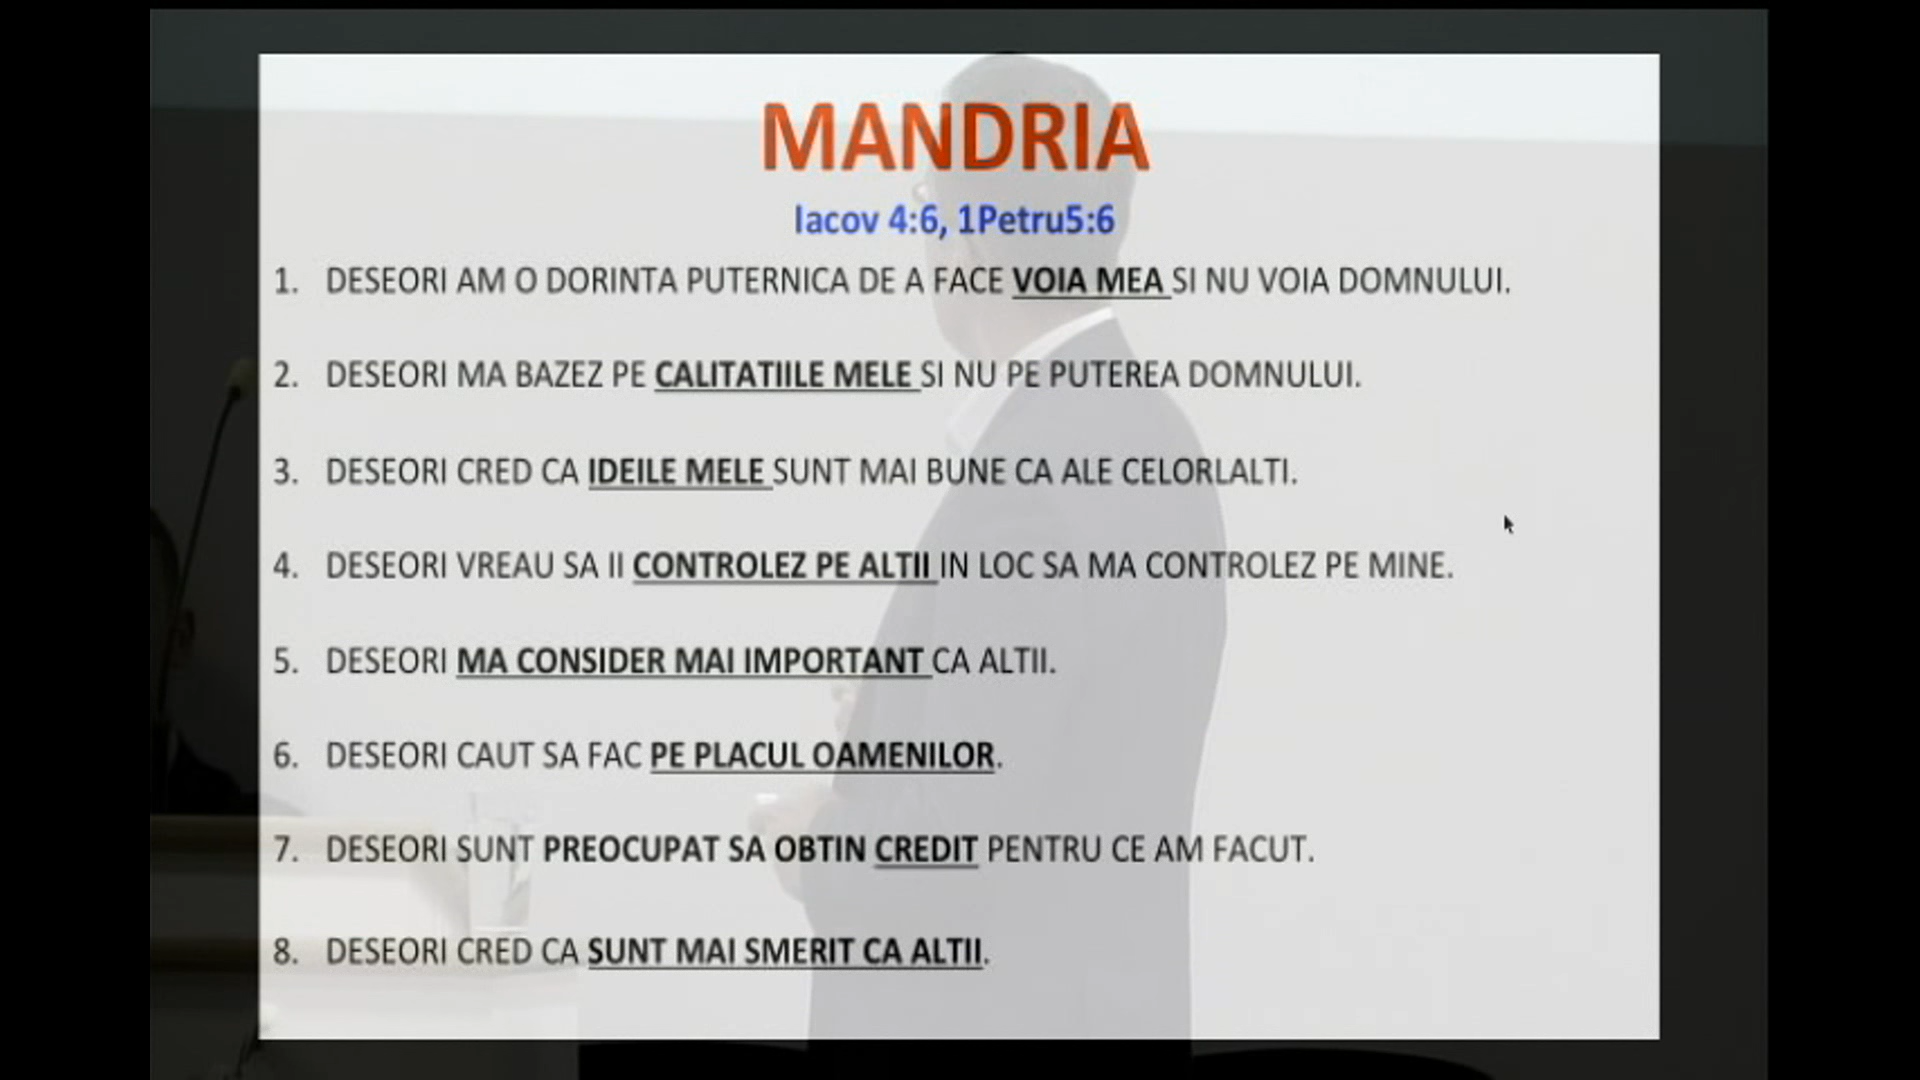 MANDRIA
Iacov 4:6, 1Petru5:6
1. DESEORI AM O DORINTA PUTERNICA DE A FACE VOIA MEA SI NU VOIA DOMNULUI.
2. DESEORI MA BAZEZ PE CALITATIILE MELE SI NU PE PUTEREA DOMNULUI.
3. DESEORI CRED CA IDEILE MELE SUNT MAI BUNE CA ALE CELORLALTI.
4. DESEORI VREAU SA II CONTROLEZ PE ALTII IN LOC SA MA CONTROLEZ PE MINE.
5. DESEORI MA CONSIDER MAI IMPORTANT CA ALTII.
6. DESEORI CAUT SA FAC PE PLACUL OAMENILOR.
7. DESEORI SUNT PREOCUPAT SA OBTIN CREDIT PENTRU CE AM FACUT.
8. DESEORI CRED CA SUNT MAI SMERIT CA ALTII.